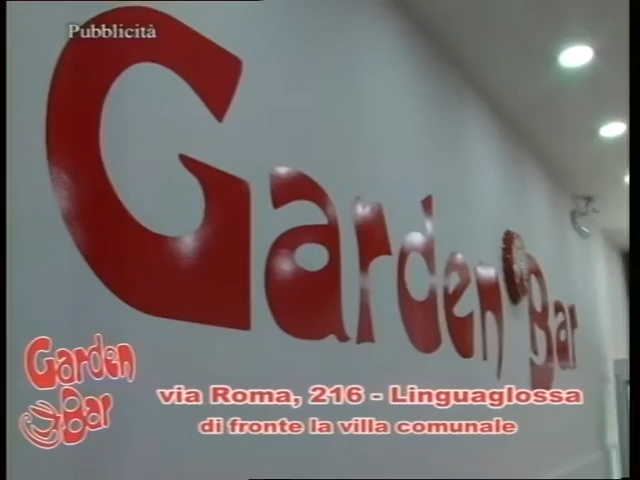 Pubblicità
Garden Bar
Garden
Bar
via Roma, 216 - Linguaglossa
di fronte la villa comunale